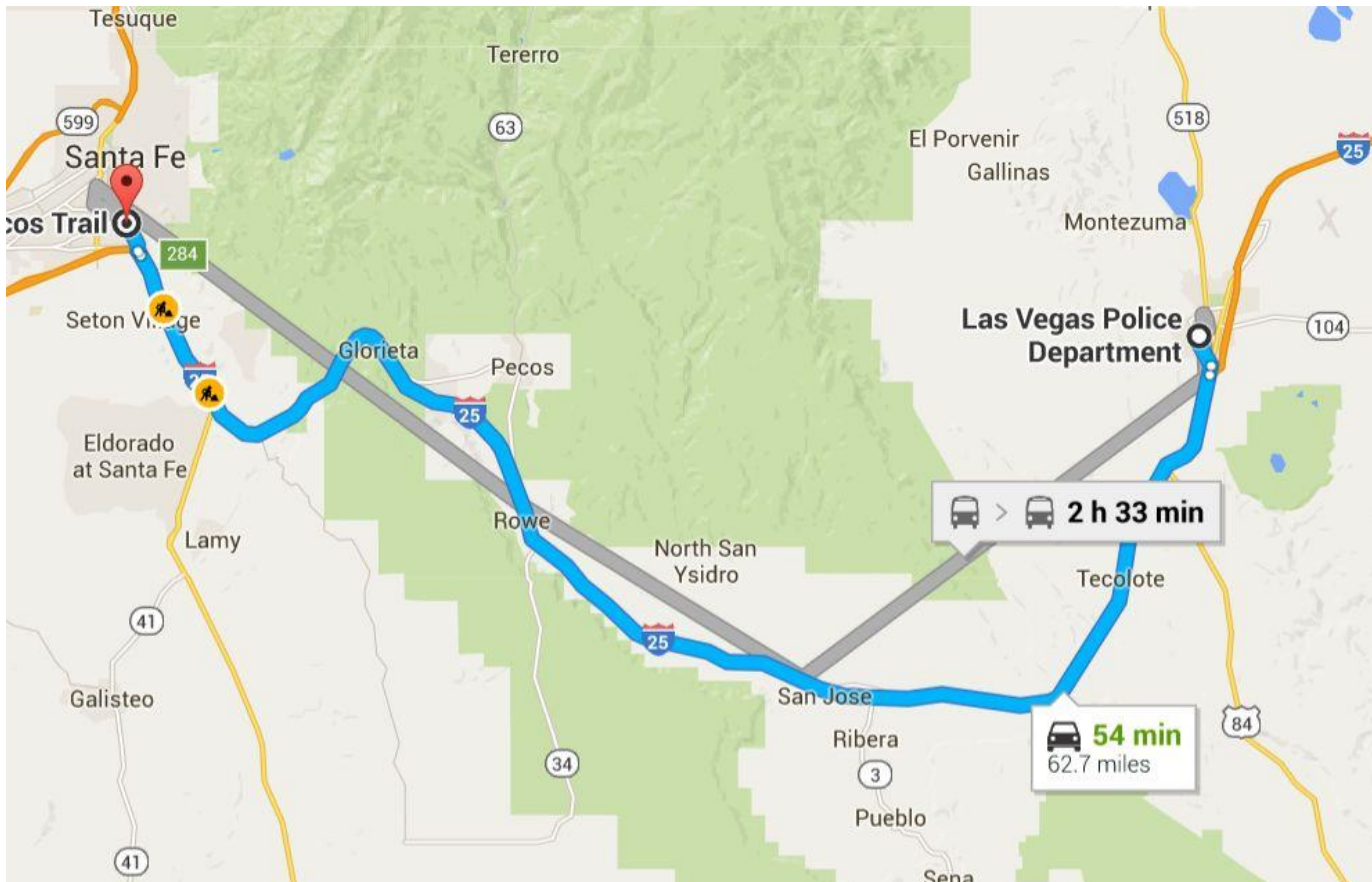 Tesuque
Tererro
599
63
518
El Porvenir
25
Santa Fe
Gallinas
Montezuma
cos Trail
284
Seton
Las Vegas Police
Department
104
Glorieta
Pecos
25
Eldorado
at Santa Fe
Rowe
2 h 33 min
Lamy
North San
Ysidro
Tecolote
41
25
Galisteo
San Jose
84
Ribera
54 min
62.7 miles
34
3
Pueblo
41
Sena